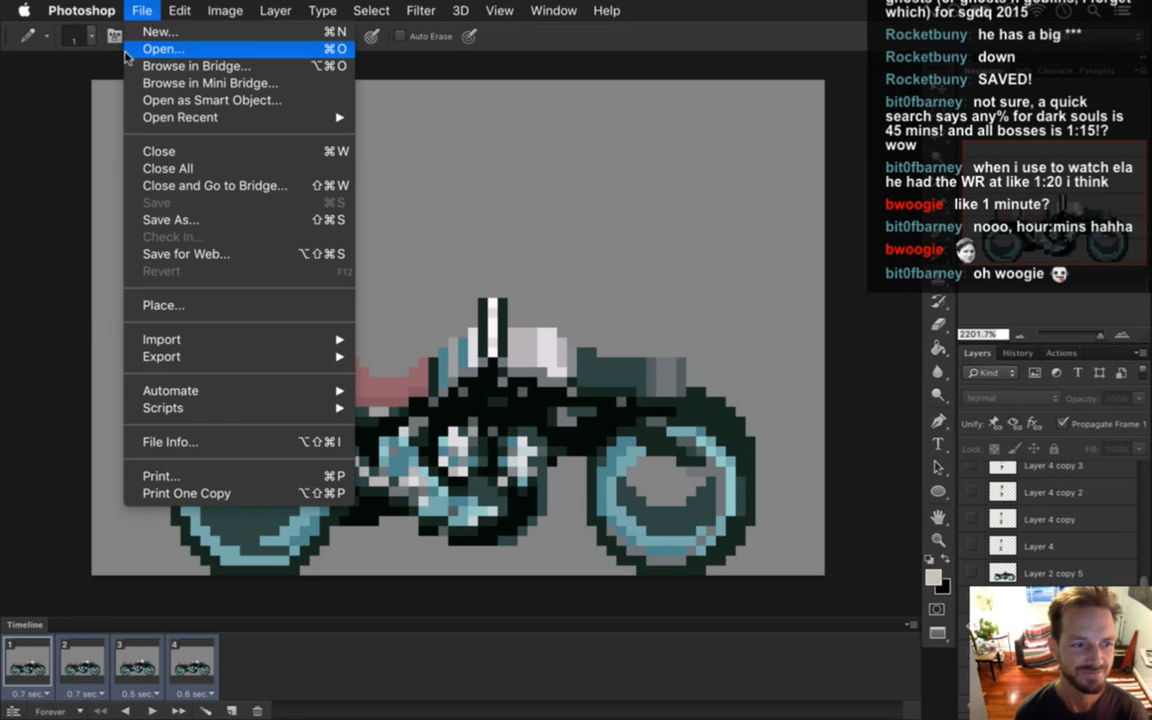 Photoshop File Edit Image Layer Type Select Filter 3D View Window Help
1
Auto Erase
New... ⌘N
Open... ⌘O
Browse in Bridge... ⌥⌘O
Browse in Mini Bridge...
Open as Smart Object...
Open Recent ▶
Close ⌘W
Close All
Close and Go to Bridge... ⇧⌘W
Save ⌘S
Save As... ⇧⌘S
Check In...
Save for Web... ⌥⇧⌘S
Revert F12
Place...
Import ▶
Export ▶
Automate ▶
Scripts ▶
File Info... ⌥⇧⌘I
Print... ⌘P
Print One Copy ⌥⇧⌘P
ghosts (or ghosts n goblins, i forget
which) for sgdq 2015
Rocketbuny: he has a big ***
Rocketbuny: down
Rocketbuny: SAVED!
bit0fbarney: not sure, a quick
search says any% for dark souls is
45 mins! and all bosses is 1:15!?
wow
bit0fbarney: when i use to watch ela
he had the WR at like 1:20 i think
bwoogie: like 1 minute?
bit0fbarney: nooo, hour:mins hahha
bwoogie:
bit0fbarney: oh woogie
2201.7%
Layers History Actions
Kind
Normal Opacity: 100%
Unify: Propagate Frame 1
Lock: Fill: 100%
Layer 4 copy 3
Layer 4 copy 2
Layer 4 copy
Layer 4
Layer 2 copy 5
Timeline
1 2 3 4
0.7 sec. 0.7 sec. 0.5 sec. 0.6 sec.
Forever